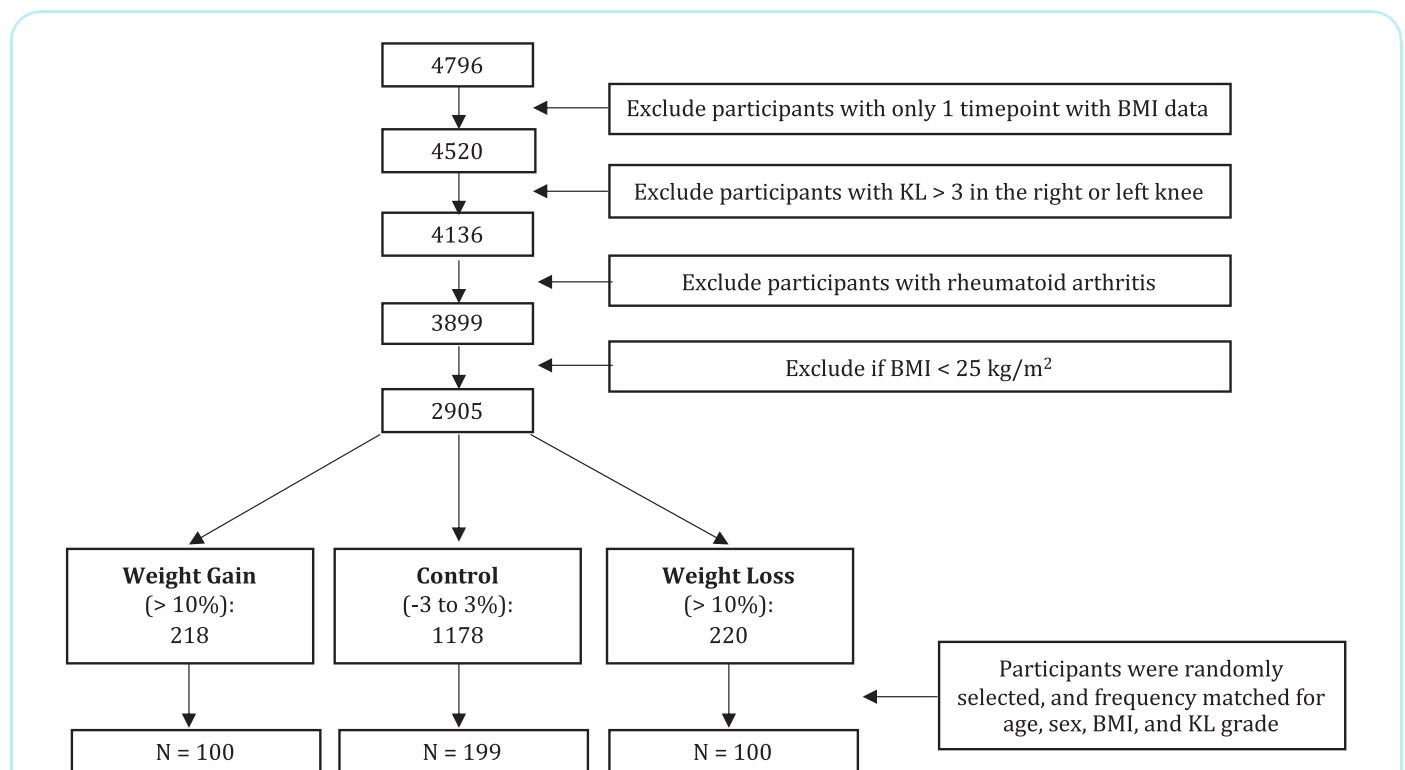 4796
Exclude participants with only 1 timepoint with BMI data
4520
Exclude participants with KL > 3 in the right or left knee
4136
Exclude participants with rheumatoid arthritis
3899
Exclude if BMI < 25 kg/m²
2905
Weight Gain
(> 10%):
218
Control
(-3 to 3%):
1178
Weight Loss
(> 10%):
220
Participants were randomly
selected, and frequency matched for
age, sex, BMI, and KL grade
N = 100
N = 199
N = 100